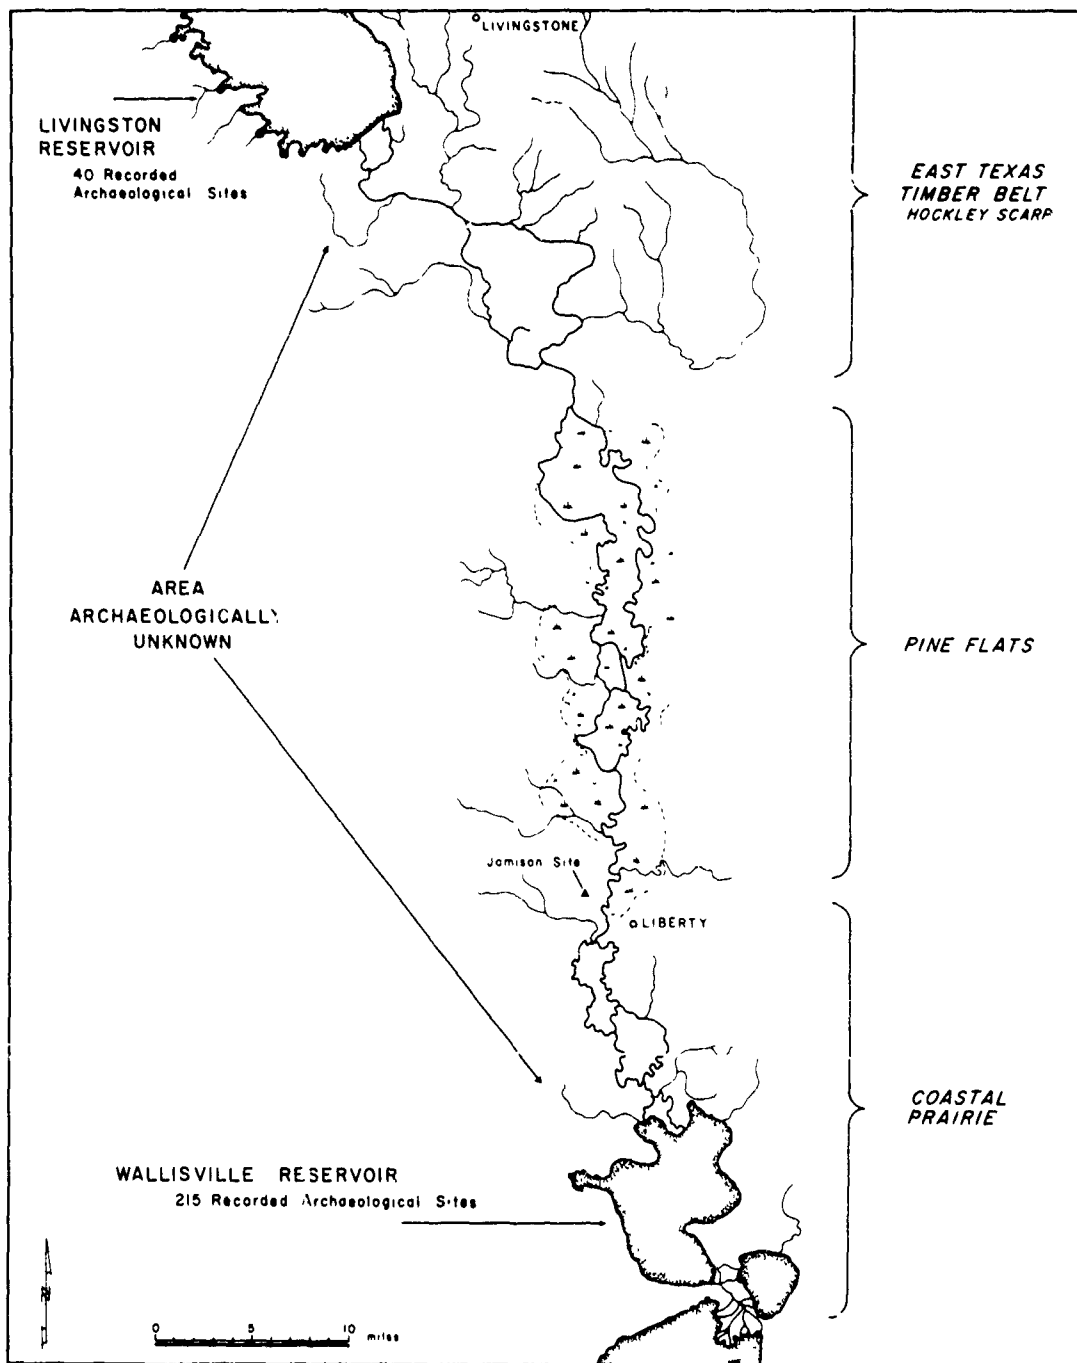 LIVINGSTONE
LIVINGSTON
RESERVOIR
40 Recorded
Archaeological Sites
EAST TEXAS
TIMBER BELT
HOCKLEY SCARP
AREA
ARCHAEOLOGICALLY
UNKNOWN
PINE FLATS
Jamison Site
LIBERTY
COASTAL
PRAIRIE
WALLISVILLE RESERVOIR
215 Recorded Archaeological Sites
N
0 5 10 miles